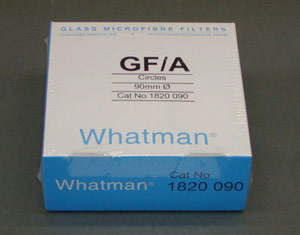 GLASS MICROFIBRE FILTERS
GF/A
Circles
90mm Ø
Cat No 1820 090
Whatman®
Cat No
Whatman® 1820 090